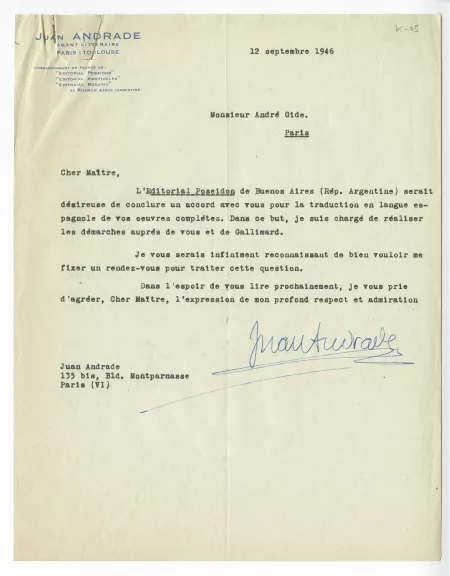 Juan ANDRADE
AGENT LITTÉRAIRE
PARIS - TOULOUSE
"EDITORIAL POSEIDON"
"EDITORIAL AMERICALEE"
DE BUENOS AIRES (ARGENTINE)
12 septembre 1946
Monsieur André Gide.
Paris
Cher Maître,
L'Editorial Poseidon de Buenos Aires (Rép. Argentine) serait
désireuse de conclure un accord avec vous pour la traduction en langue es-
pagnole de vos oeuvres complétes. Dans ce but, je suis chargé de réaliser
les démarches auprés de vous et de Gallimard.
Je vous serais infiniment reconnaissant de bien vouloir me
fixer un rendez-vous pour traiter cette question.
Dans l'espoir de vous lire prochainement, je vous prie
d'agréer, Cher Maître, l'expression de mon profond respect et admiration
Juan Andrade
Juan Andrade
135 bis, Bld. Montparnasse
Paris (VI)